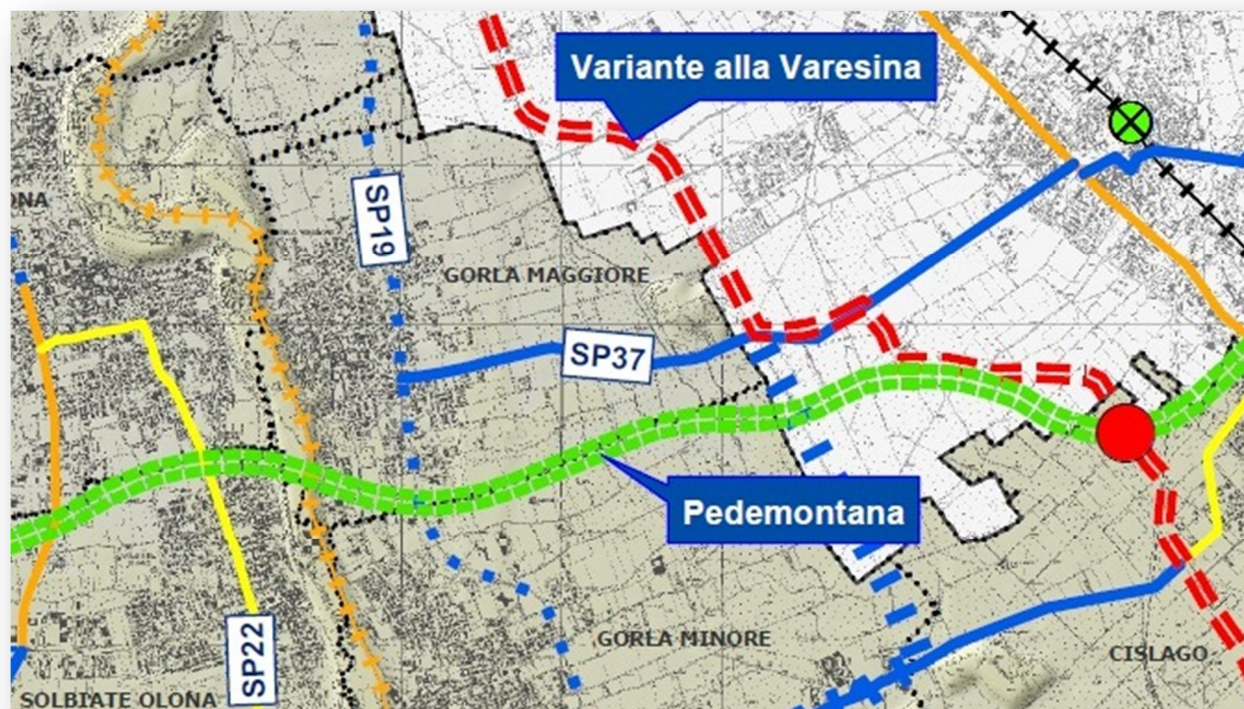 Variante alla Varesina
ONA
SP19
GORLA MAGGIORE
SP37
Pedemontana
SP22
GORLA MINORE
CISLAGO
SOLBIATE OLONA